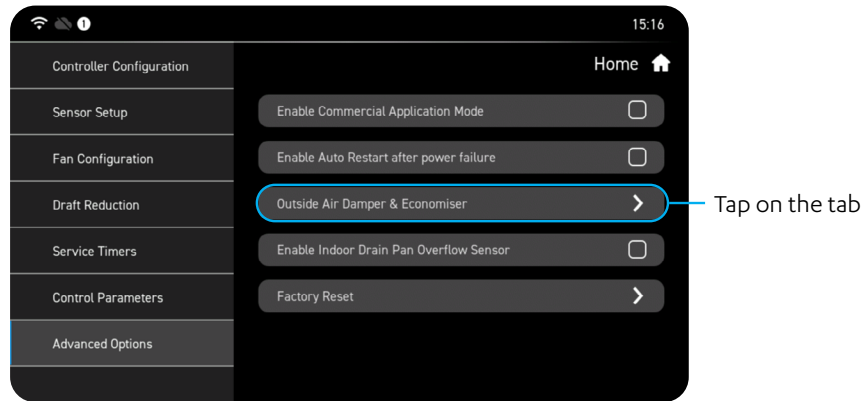 1
15:16
Home
Controller Configuration
Sensor Setup
Fan Configuration
Draft Reduction
Service Timers
Control Parameters
Advanced Options
Enable Commercial Application Mode
Enable Auto Restart after power failure
Outside Air Damper & Economiser
Enable Indoor Drain Pan Overflow Sensor
Factory Reset
Tap on the tab